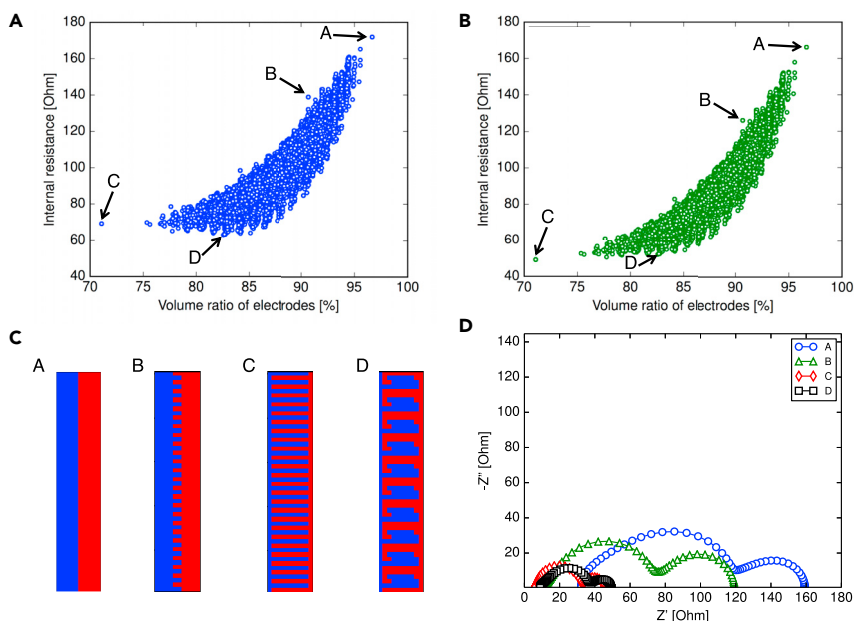 A
Internal resistance [Ohm]
180
160
140
120
100
80
60
40
A
B
C
D
70 75 80 85 90 95 100
Volume ratio of electrodes [%]
B
Internal resistance [Ohm]
180
160
140
120
100
80
60
40
A
B
C
D
70 75 80 85 90 95 100
Volume ratio of electrodes [%]
C
A B C D
D
-Z" [Ohm]
140
120
100
80
60
40
20
A
B
C
D
0 20 40 60 80 100 120 140 160 180
Z' [Ohm]